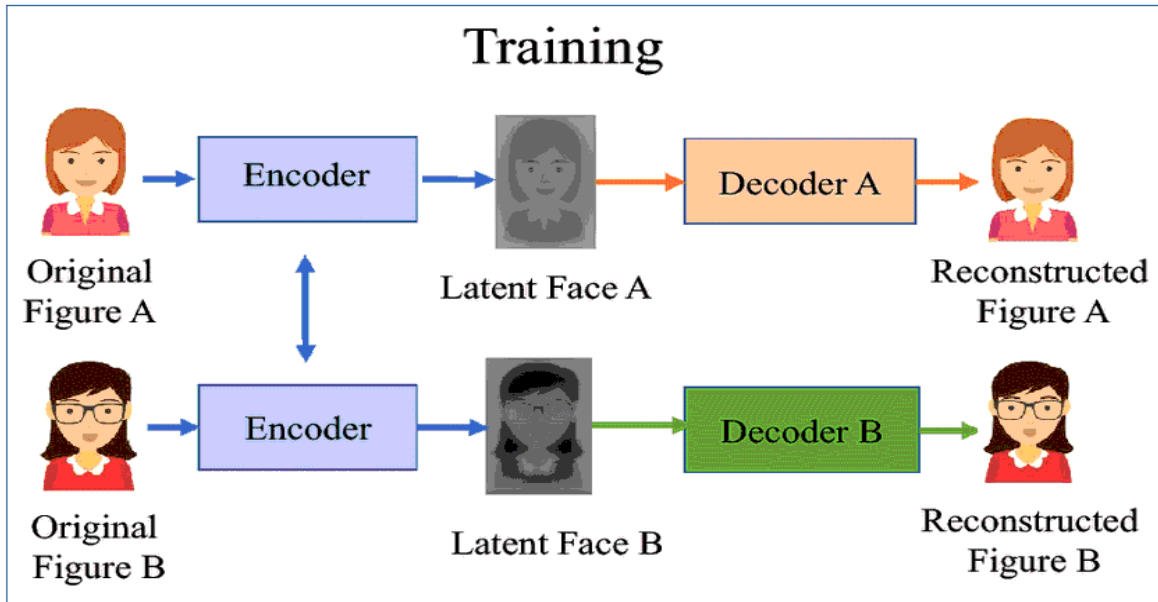 Training
Encoder
Decoder A
Original
Figure A
Latent Face A
Reconstructed
Figure A
Encoder
Decoder B
Original
Figure B
Latent Face B
Reconstructed
Figure B